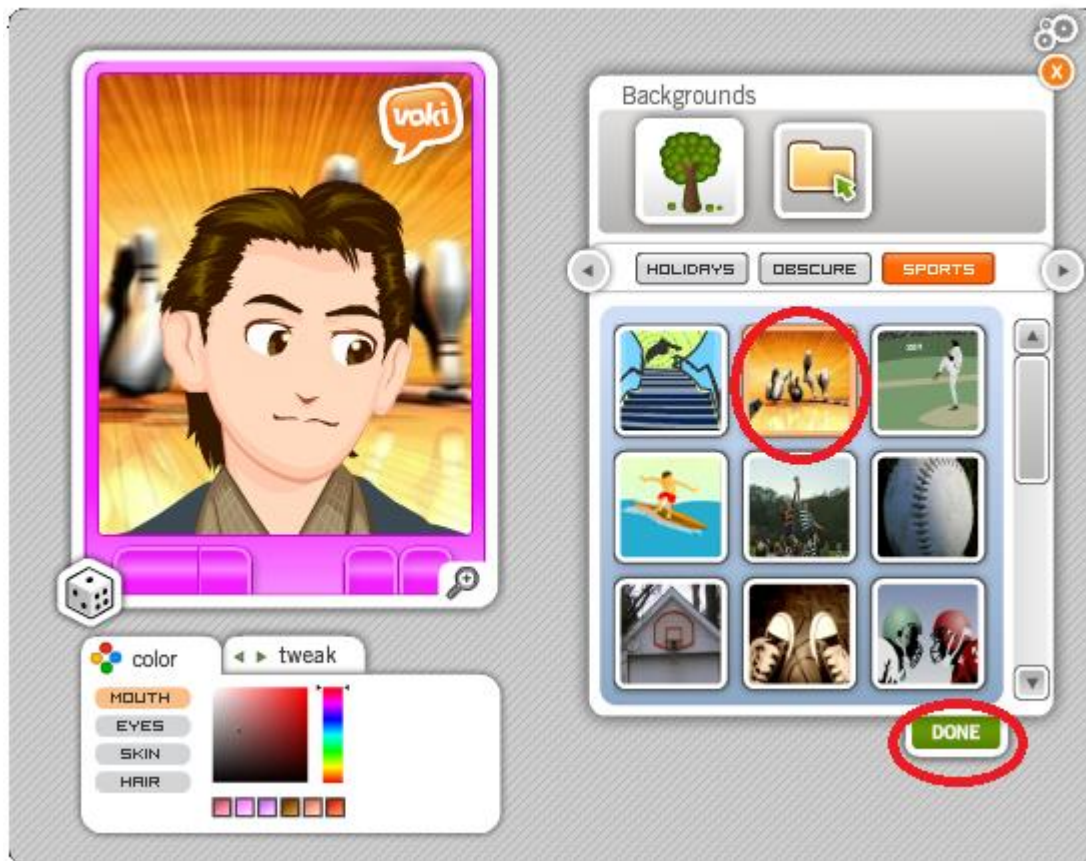 voki
Backgrounds
HOLIDAYS
OBSCURE
SPORTS
color
tweak
MOUTH
EYES
SKIN
HAIR
DONE
X